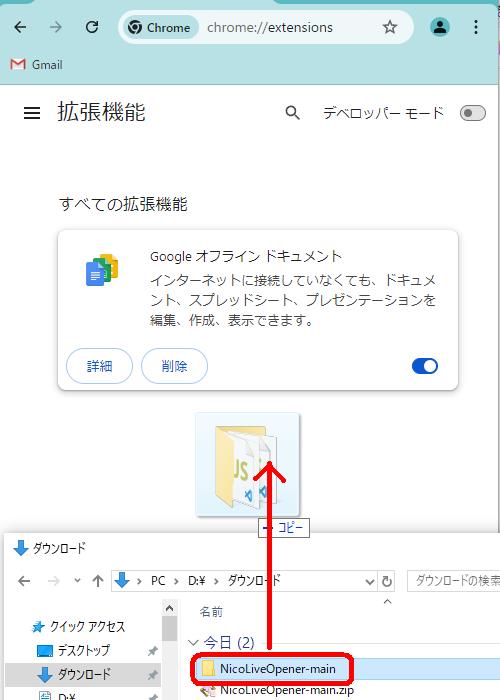 Chrome chrome://extensions
Gmail
拡張機能 デベロッパー モード
すべての拡張機能
Google オフライン ドキュメント
インターネットに接続していなくても、ドキュメ
ント、スプレッドシート、プレゼンテーションを
編集、作成、表示できます。
詳細 削除
JS
コピー
ダウンロード
PC D:¥ ダウンロード ダウンロードの検索
名前
クイック アクセス
今日 (2)
デスクトップ
NicoLiveOpener-main
ダウンロード
NicoLiveOpener-main.zip
D:¥